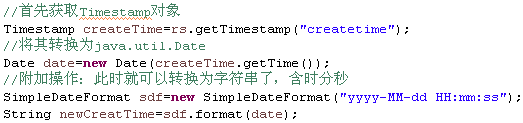 //首先获取Timestamp对象
Timestamp createTime=rs.getTimestamp("createtime");
//将其转换为java.util.Date
Date date=new Date(createTime.getTime());
//附加操作：此时就可以转换为字符串了，含时分秒
SimpleDateFormat sdf=new SimpleDateFormat("yyyy-MM-dd HH:mm:ss");
String newCreatTime=sdf.format(date);